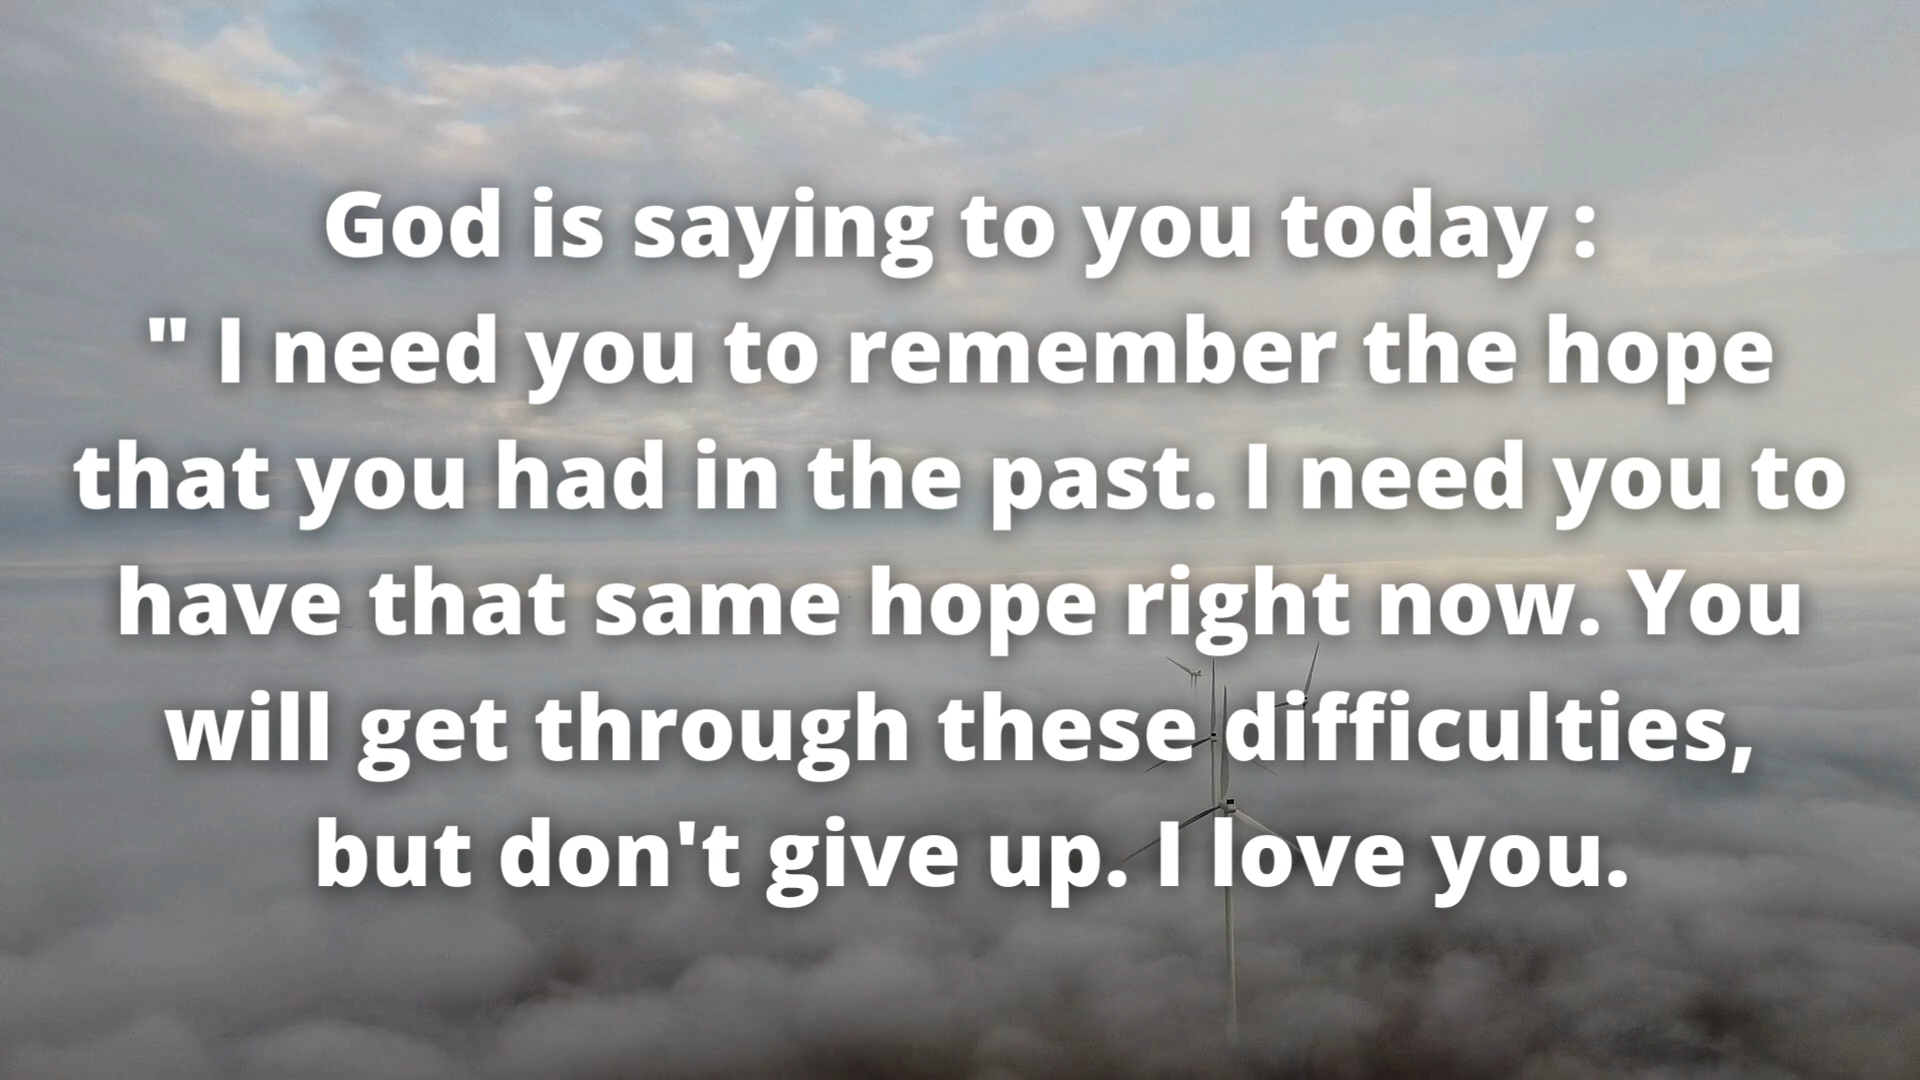 God is saying to you today :
" I need you to remember the hope
that you had in the past. I need you to
have that same hope right now. You
will get through these difficulties,
but don't give up. I love you.